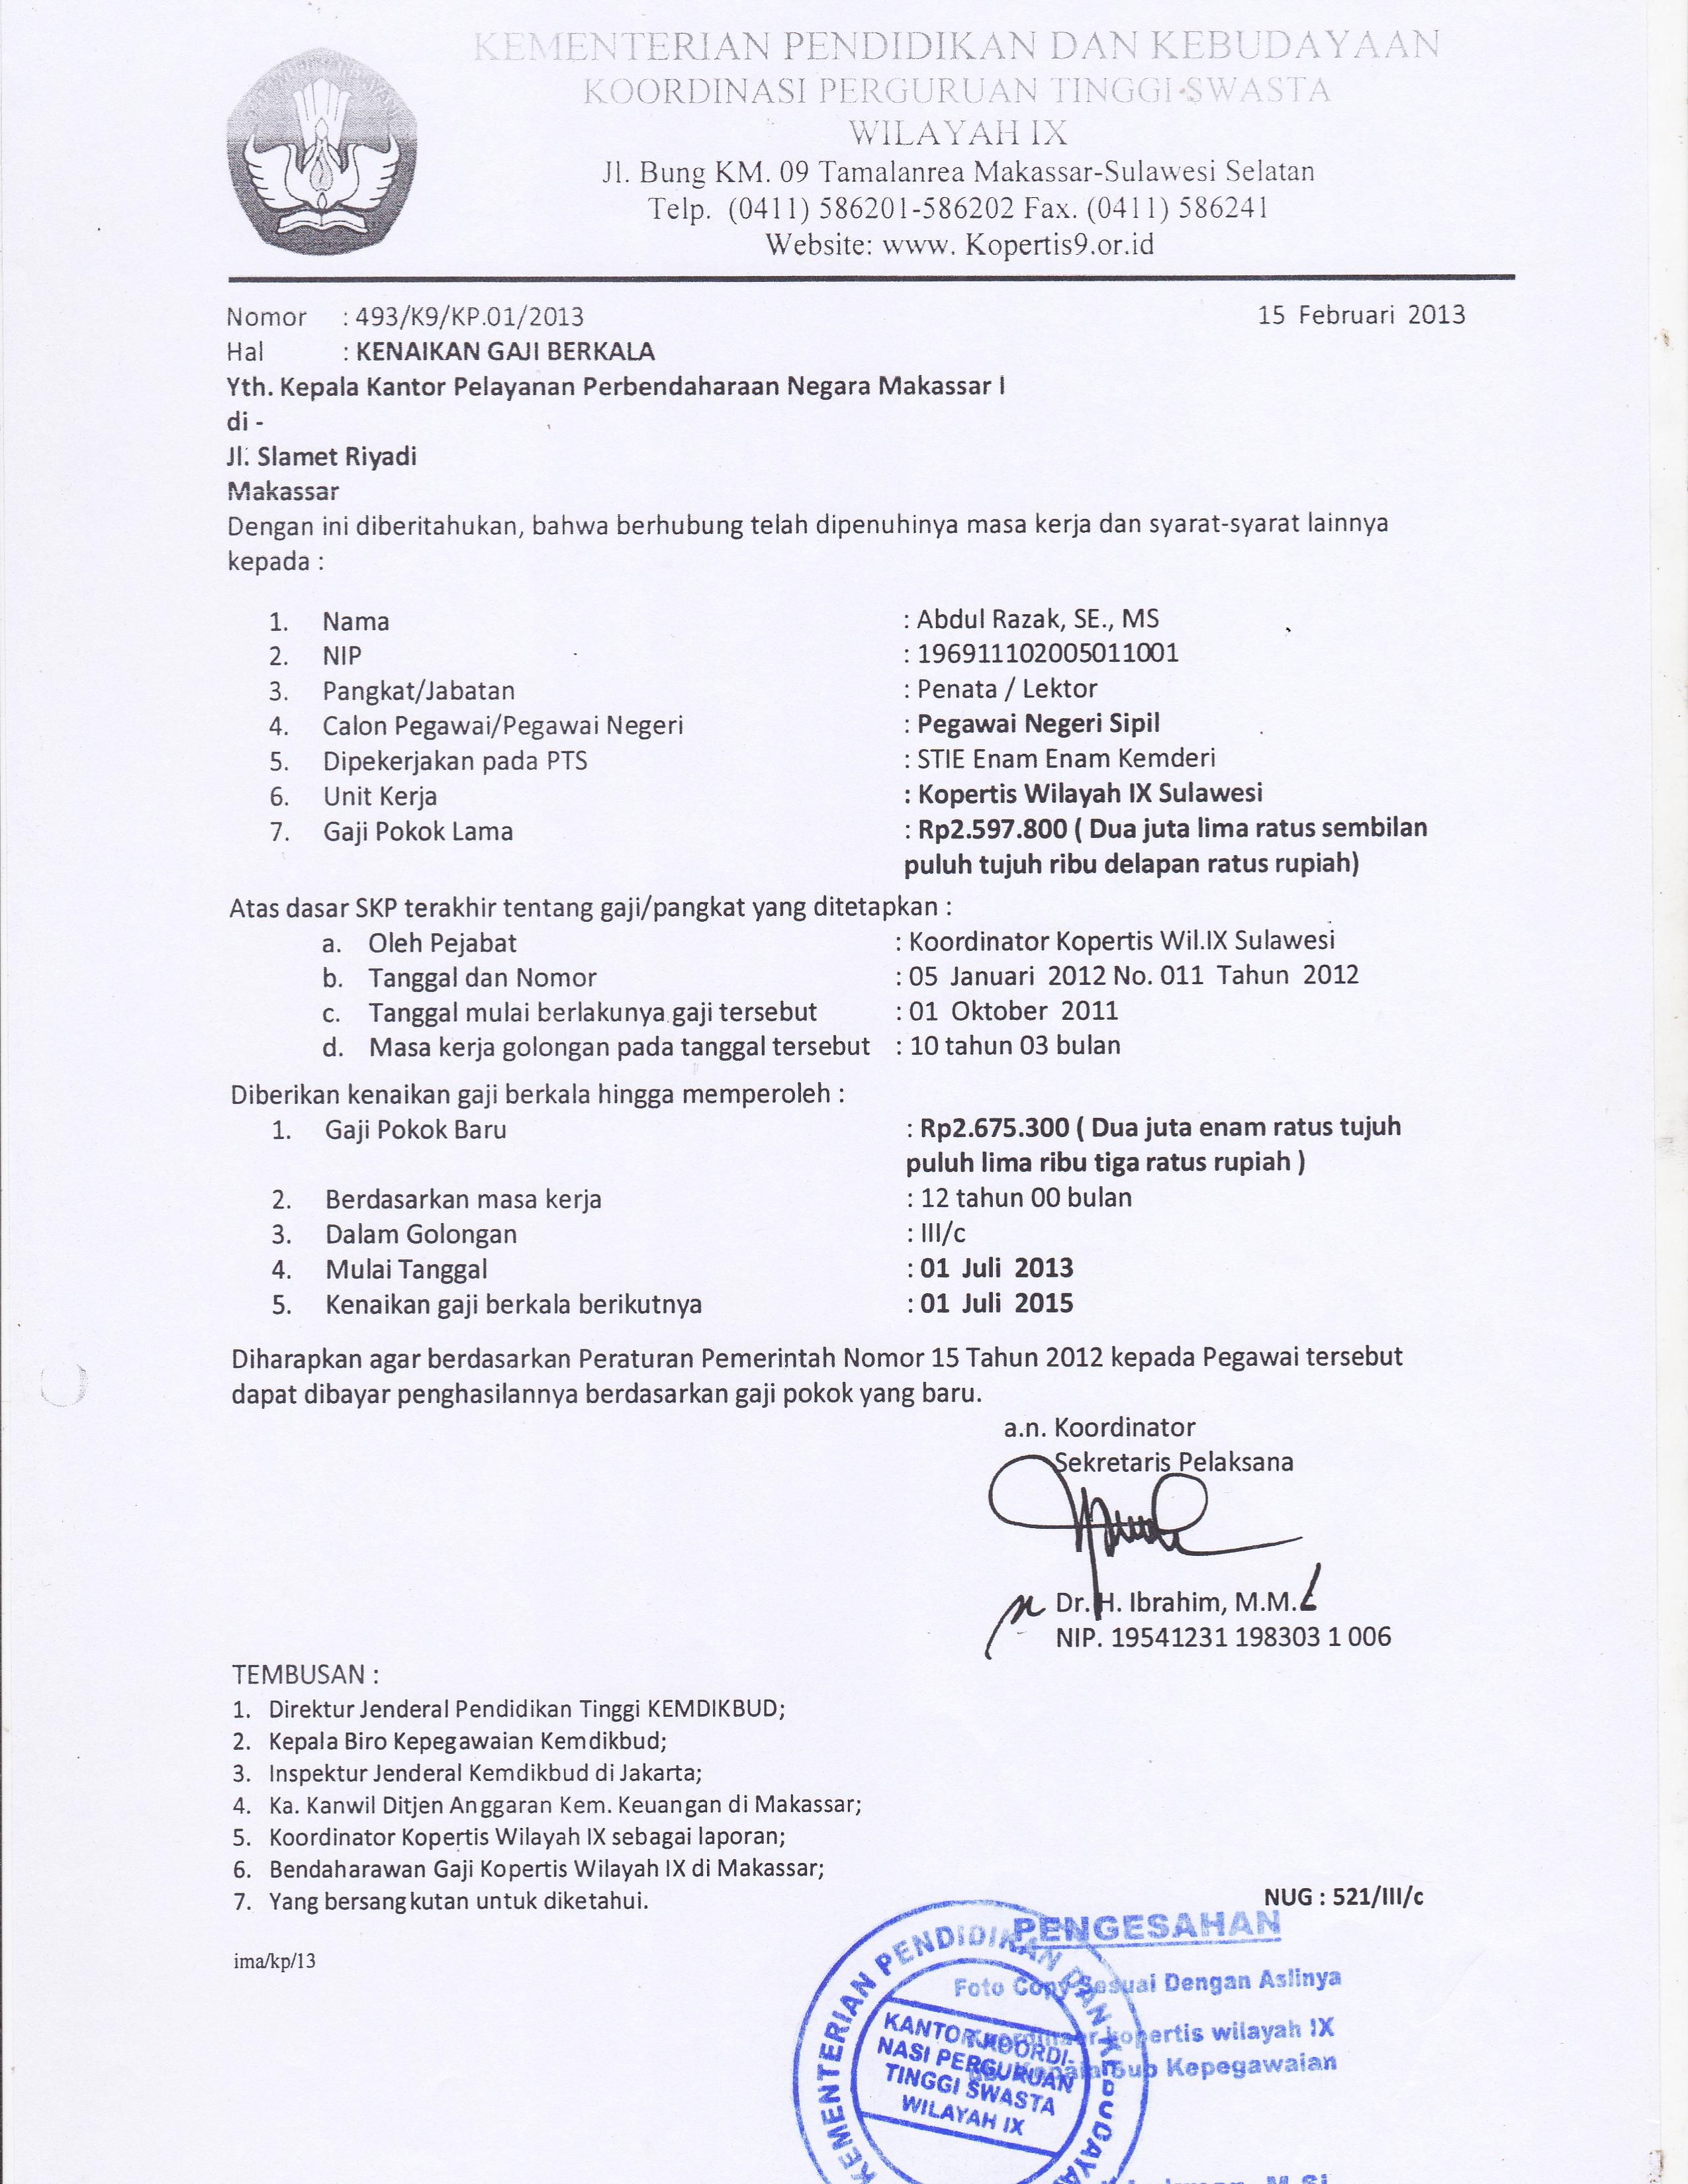 KEMENTERIAN PENDIDIKAN DAN KEBUDAYAAN
KOORDINASI PERGURUAN TINGGI SWASTA
WILAYAH IX
Jl. Bung KM. 09 Tamalanrea Makassar-Sulawesi Selatan
Telp. (0411) 586201-586202 Fax. (0411) 586241
Website: www. Kopertis9.or.id
Nomor : 493/K9/KP.01/2013 15 Februari 2013
Hal : KENAIKAN GAJI BERKALA
Yth. Kepala Kantor Pelayanan Perbendaharaan Negara Makassar I
di -
Jl. Slamet Riyadi
Makassar
Dengan ini diberitahukan, bahwa berhubung telah dipenuhinya masa kerja dan syarat-syarat lainnya
kepada :
1. Nama : Abdul Razak, SE., MS
2. NIP : 196911102005011001
3. Pangkat/Jabatan : Penata / Lektor
4. Calon Pegawai/Pegawai Negeri : Pegawai Negeri Sipil
5. Dipekerjakan pada PTS : STIE Enam Enam Kemderi
6. Unit Kerja : Kopertis Wilayah IX Sulawesi
7. Gaji Pokok Lama : Rp2.597.800 ( Dua juta lima ratus sembilan
puluh tujuh ribu delapan ratus rupiah)
Atas dasar SKP terakhir tentang gaji/pangkat yang ditetapkan :
a. Oleh Pejabat : Koordinator Kopertis Wil.IX Sulawesi
b. Tanggal dan Nomor : 05 Januari 2012 No. 011 Tahun 2012
c. Tanggal mulai berlakunya gaji tersebut : 01 Oktober 2011
d. Masa kerja golongan pada tanggal tersebut : 10 tahun 03 bulan
Diberikan kenaikan gaji berkala hingga memperoleh :
1. Gaji Pokok Baru : Rp2.675.300 ( Dua juta enam ratus tujuh
puluh lima ribu tiga ratus rupiah )
2. Berdasarkan masa kerja : 12 tahun 00 bulan
3. Dalam Golongan : III/c
4. Mulai Tanggal : 01 Juli 2013
5. Kenaikan gaji berkala berikutnya : 01 Juli 2015
Diharapkan agar berdasarkan Peraturan Pemerintah Nomor 15 Tahun 2012 kepada Pegawai tersebut
dapat dibayar penghasilannya berdasarkan gaji pokok yang baru.
a.n. Koordinator
Sekretaris Pelaksana
Dr. H. Ibrahim, M.M.
NIP. 19541231 198303 1 006
TEMBUSAN :
1. Direktur Jenderal Pendidikan Tinggi KEMDIKBUD;
2. Kepala Biro Kepegawaian Kemdikbud;
3. Inspektur Jenderal Kemdikbud di Jakarta;
4. Ka. Kanwil Ditjen Anggaran Kem. Keuangan di Makassar;
5. Koordinator Kopertis Wilayah IX sebagai laporan;
6. Bendaharawan Gaji Kopertis Wilayah IX di Makassar;
7. Yang bersangkutan untuk diketahui.
NUG : 521/III/c
ima/kp/13
PENGESAHAN
Foto Copy Sesuai Dengan Aslinya
kopertis wilayah IX
Sub Kepegawaian
KEMENTERIAN PENDIDIKAN DAN KEBUDAYA
KANTOR KOORDI-
NASI PERGURUAN
TINGGI SWASTA
WILAYAH IX